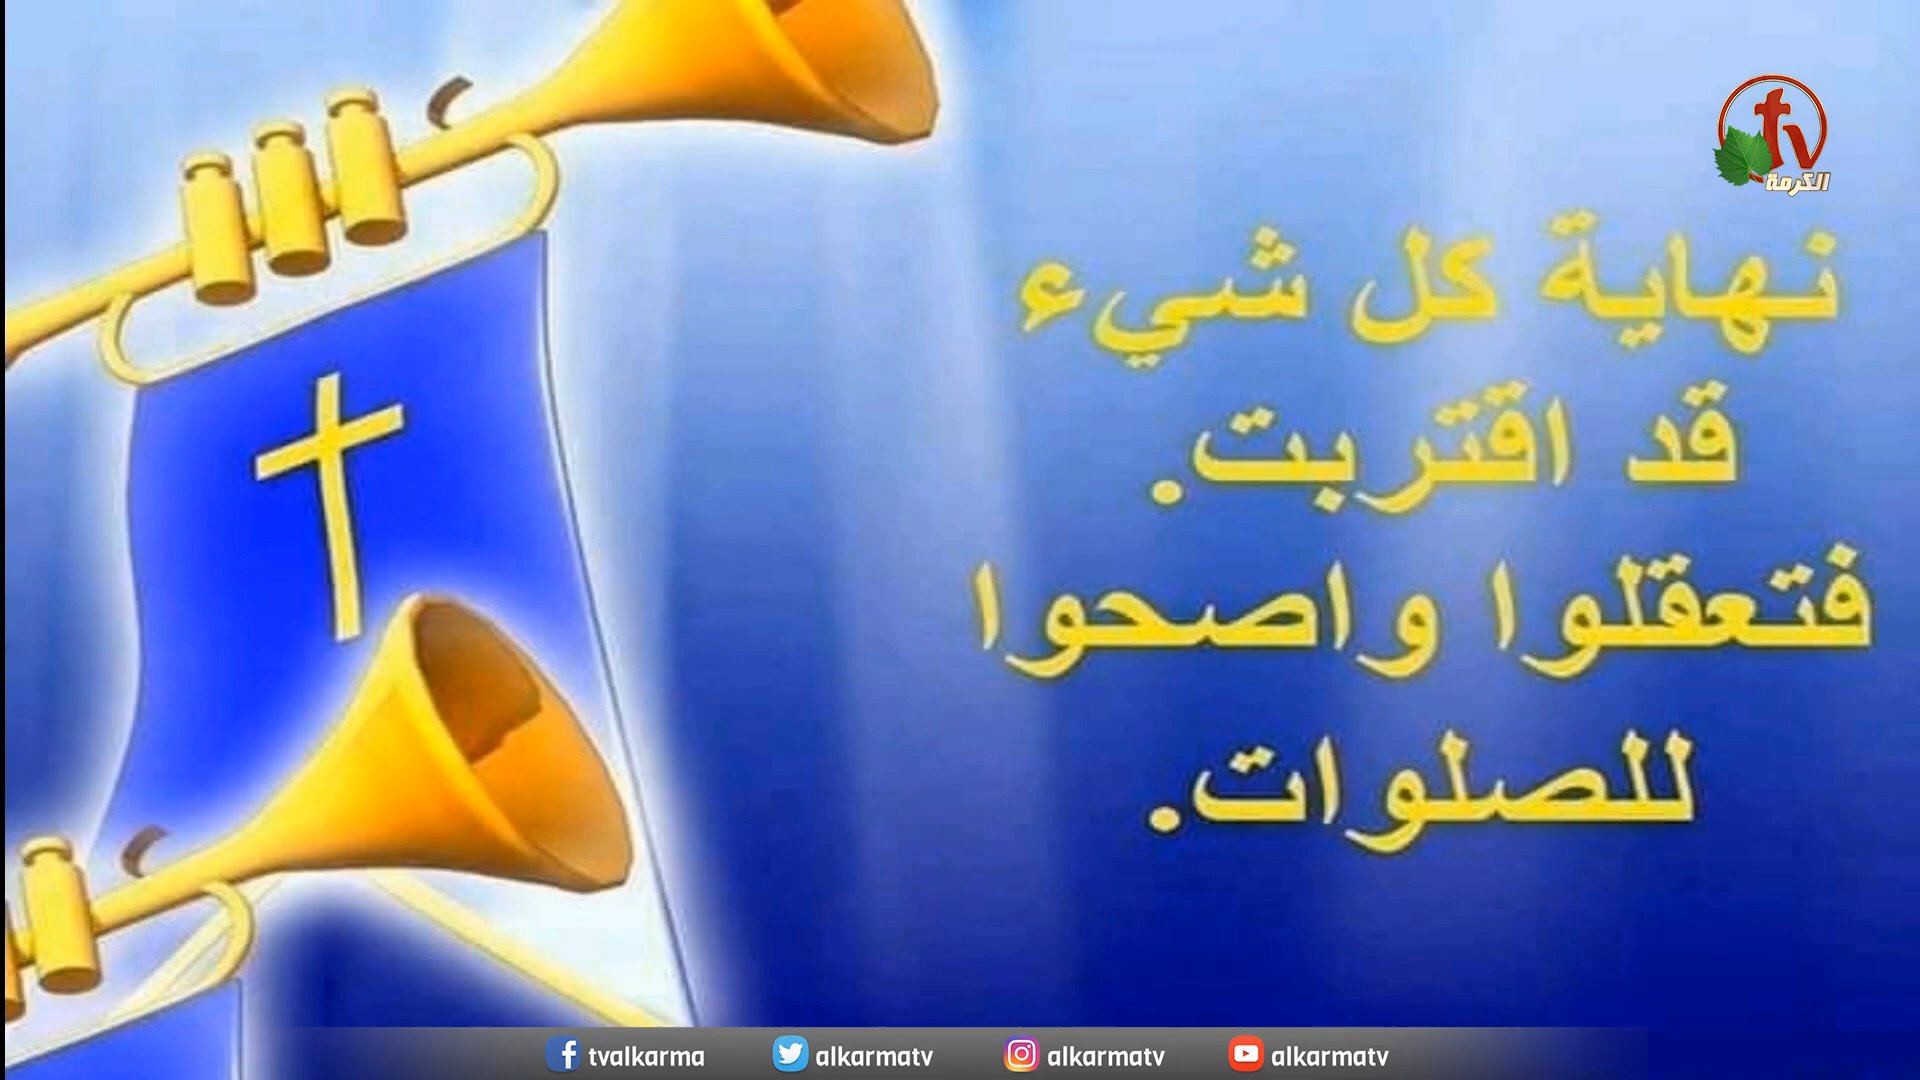 tv
الكرمة
نهاية كل شيء
قد اقتربت.
فتعقلوا واصحوا
للصلوات.
tvalkarma
alkarmatv
alkarmatv
alkarmatv